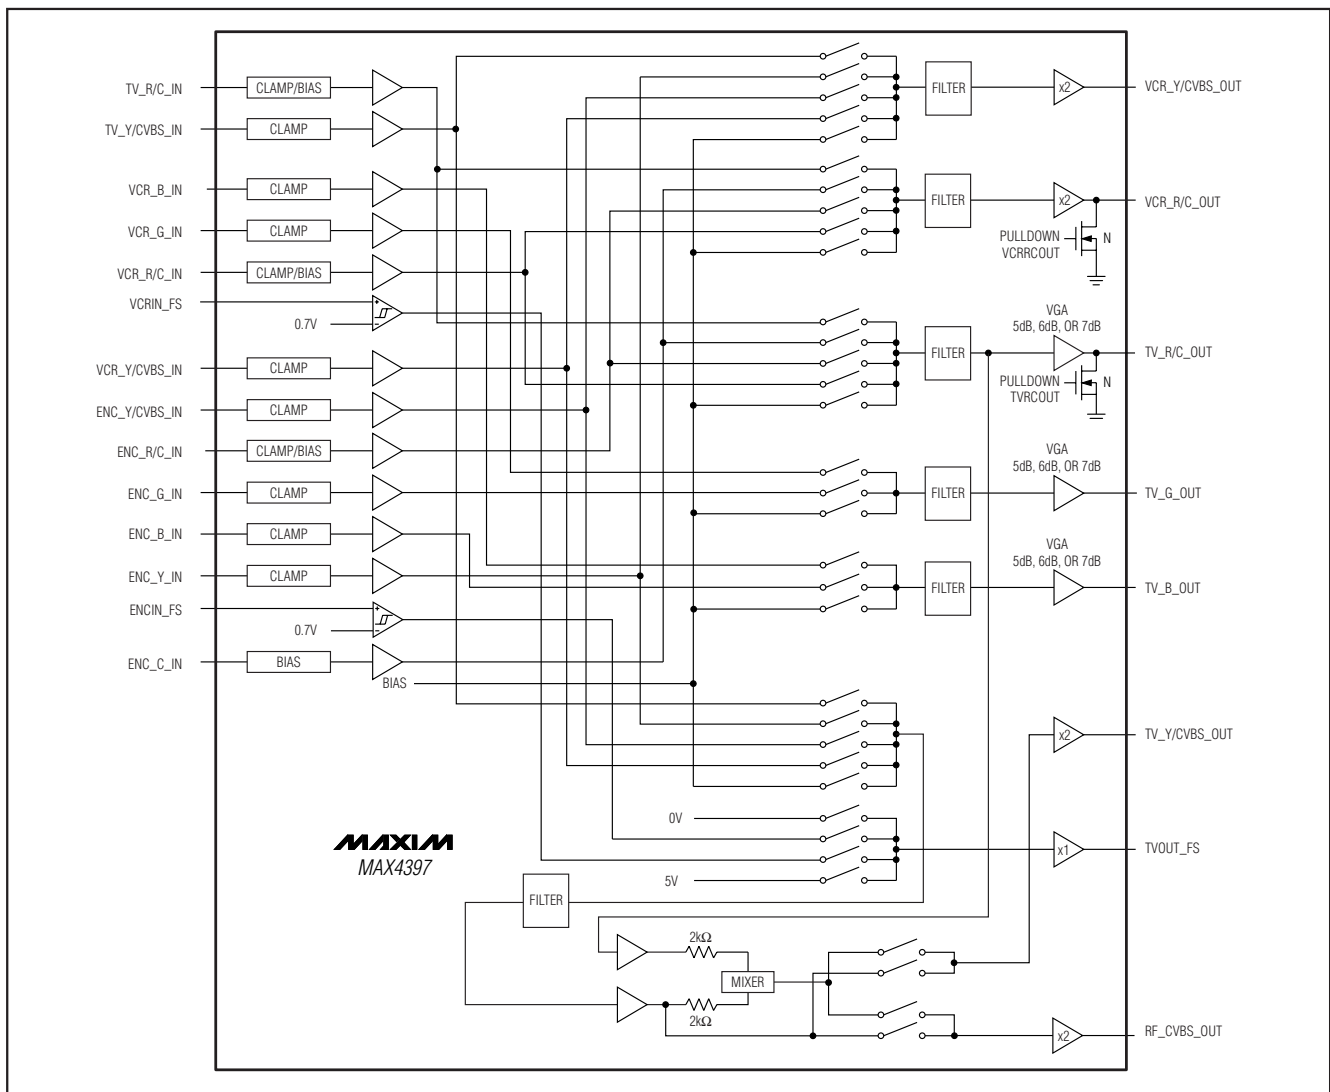 TV_R/C_IN
CLAMP/BIAS
FILTER
x2
VCR_Y/CVBS_OUT
TV_Y/CVBS_IN
CLAMP
VCR_B_IN
CLAMP
FILTER
x2
VCR_R/C_OUT
VCR_G_IN
CLAMP
PULLDOWN
VCRRCOUT
N
VCR_R/C_IN
CLAMP/BIAS
VCRIN_FS
+
0.7V
−
VGA
5dB, 6dB, OR 7dB
FILTER
TV_R/C_OUT
VCR_Y/CVBS_IN
CLAMP
PULLDOWN
TVRCOUT
N
ENC_Y/CVBS_IN
CLAMP
ENC_R/C_IN
CLAMP/BIAS
VGA
5dB, 6dB, OR 7dB
ENC_G_IN
CLAMP
FILTER
TV_G_OUT
ENC_B_IN
CLAMP
VGA
5dB, 6dB, OR 7dB
ENC_Y_IN
CLAMP
FILTER
TV_B_OUT
ENCIN_FS
+
0.7V
−
ENC_C_IN
BIAS
BIAS
x2
TV_Y/CVBS_OUT
0V
MAXIM
MAX4397
x1
TVOUT_FS
5V
FILTER
2kΩ
MIXER
2kΩ
x2
RF_CVBS_OUT